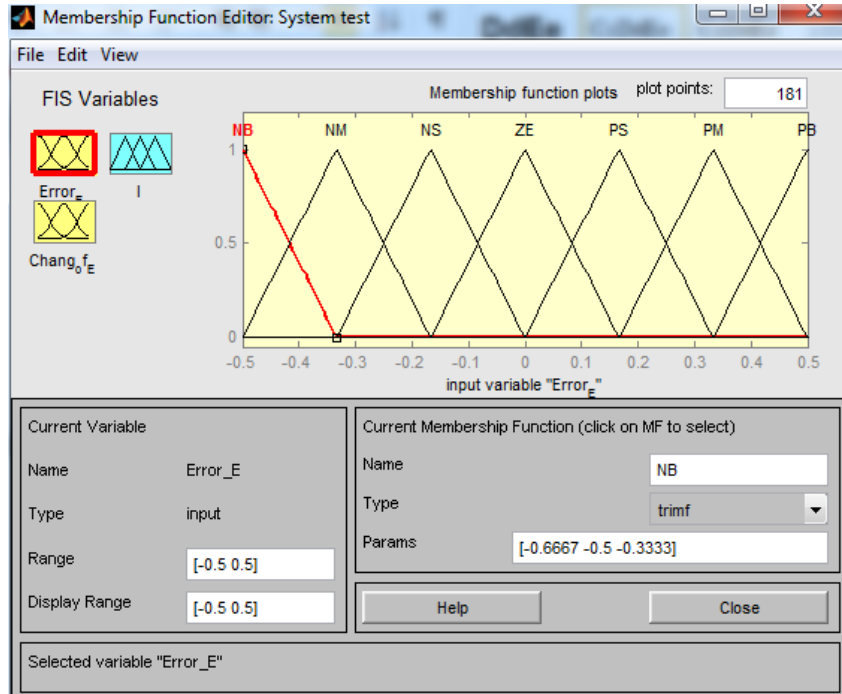 Membership Function Editor: System test
File Edit View
FIS Variables
Membership function plots
plot points:
181
Error_E
I
Chang_of_E
NB NM NS ZE PS PM PB
1
0.5
0
-0.5 -0.4 -0.3 -0.2 -0.1 0 0.1 0.2 0.3 0.4 0.5
input variable "Error_E"
Current Variable
Name Error_E
Type input
Range [-0.5 0.5]
Display Range [-0.5 0.5]
Current Membership Function (click on MF to select)
Name NB
Type trimf
Params [-0.6667 -0.5 -0.3333]
Help Close
Selected variable "Error_E"